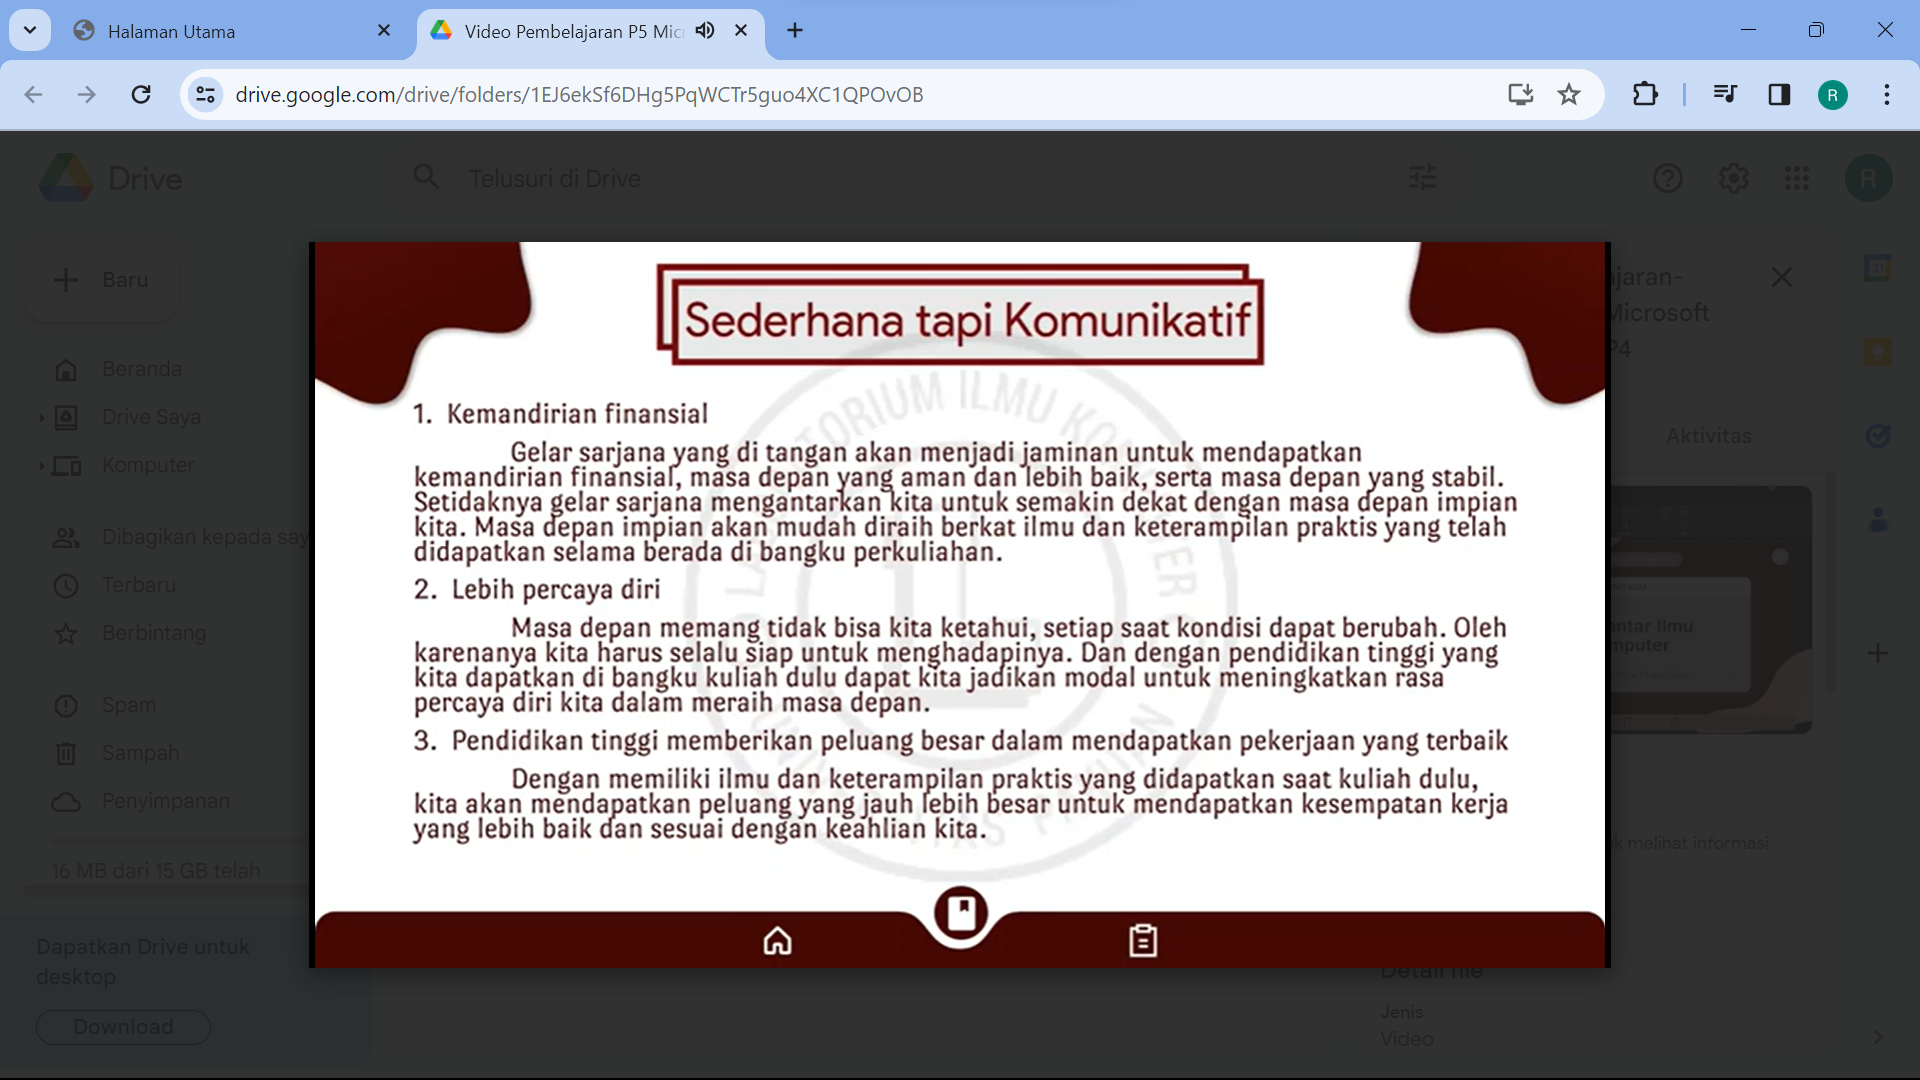 Halaman Utama
Video Pembelajaran P5 Mic
drive.google.com/drive/folders/1EJ6ekSf6DHg5PqWCTr5guo4XC1QPOvOB
R
Drive
Telusuri di Drive
R
Baru
Beranda
Drive Saya
Komputer
Dibagikan kepada say
Terbaru
Berbintang
Spam
Sampah
Penyimpanan
16 MB dari 15 GB telah
Dapatkan Drive untuk
desktop
Download
Sederhana tapi Komunikatif
1. Kemandirian finansial
Gelar sarjana yang di tangan akan menjadi jaminan untuk mendapatkan
kemandirian finansial, masa depan yang aman dan lebih baik, serta masa depan yang stabil.
Setidaknya gelar sarjana mengantarkan kita untuk semakin dekat dengan masa depan impian
kita. Masa depan impian akan mudah diraih berkat ilmu dan keterampilan praktis yang telah
didapatkan selama berada di bangku perkuliahan.
2. Lebih percaya diri
Masa depan memang tidak bisa kita ketahui, setiap saat kondisi dapat berubah. Oleh
karenanya kita harus selalu siap untuk menghadapinya. Dan dengan pendidikan tinggi yang
kita dapatkan di bangku kuliah dulu dapat kita jadikan modal untuk meningkatkan rasa
percaya diri kita dalam meraih masa depan.
3. Pendidikan tinggi memberikan peluang besar dalam mendapatkan pekerjaan yang terbaik
Dengan memiliki ilmu dan keterampilan praktis yang didapatkan saat kuliah dulu,
kita akan mendapatkan peluang yang jauh lebih besar untuk mendapatkan kesempatan kerja
yang lebih baik dan sesuai dengan keahlian kita.
ajaran-
Microsoft
P4
Aktivitas
ntar Ilmu
mputer
k melihat informasi
Detail file
Jenis
Video